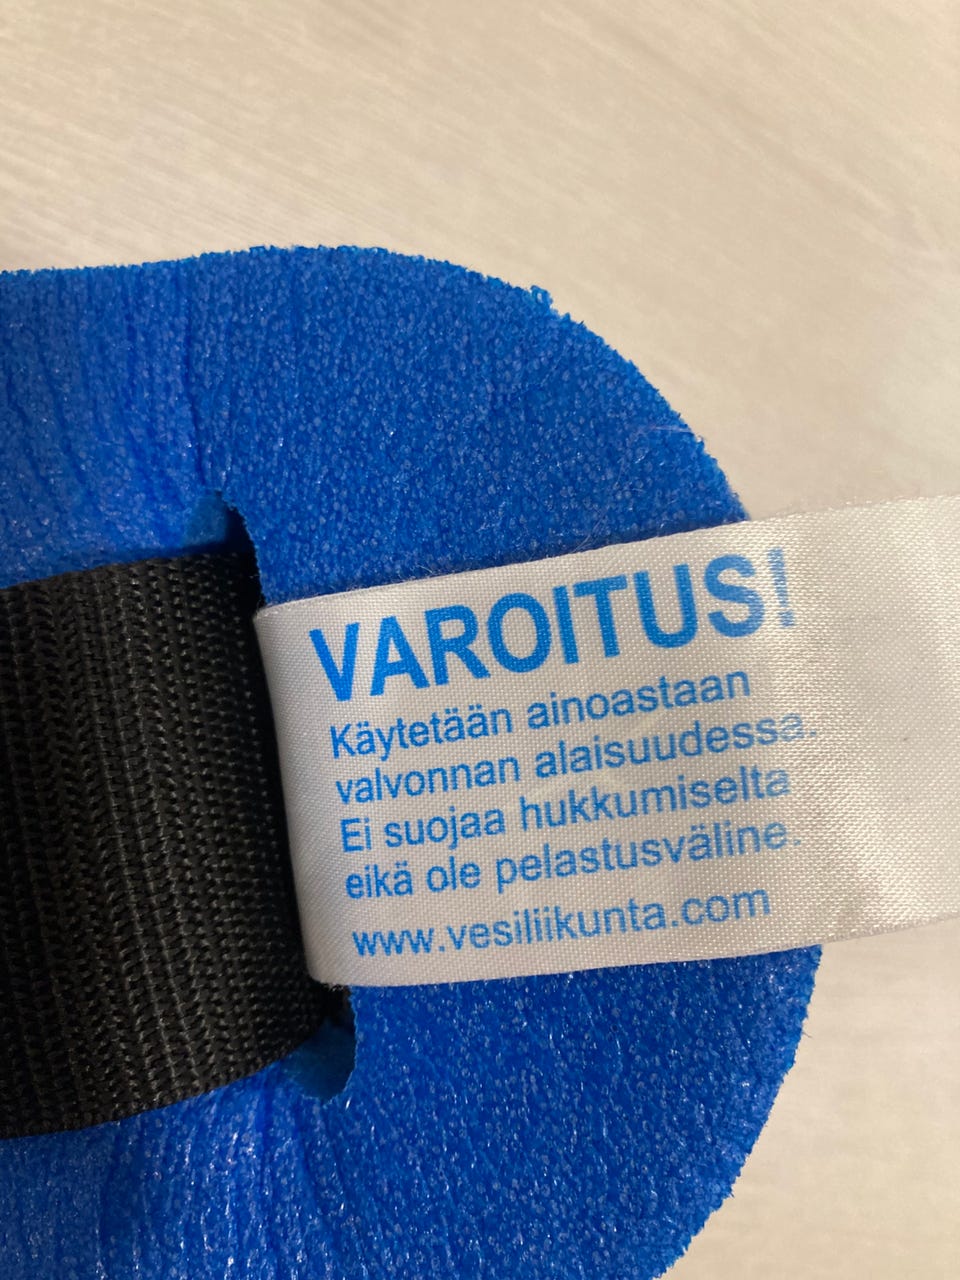 VAROITUS!
Käytetään ainoastaan
valvonnan alaisuudessa.
Ei suojaa hukkumiselta
eikä ole pelastusväline.
www.vesiliikunta.com